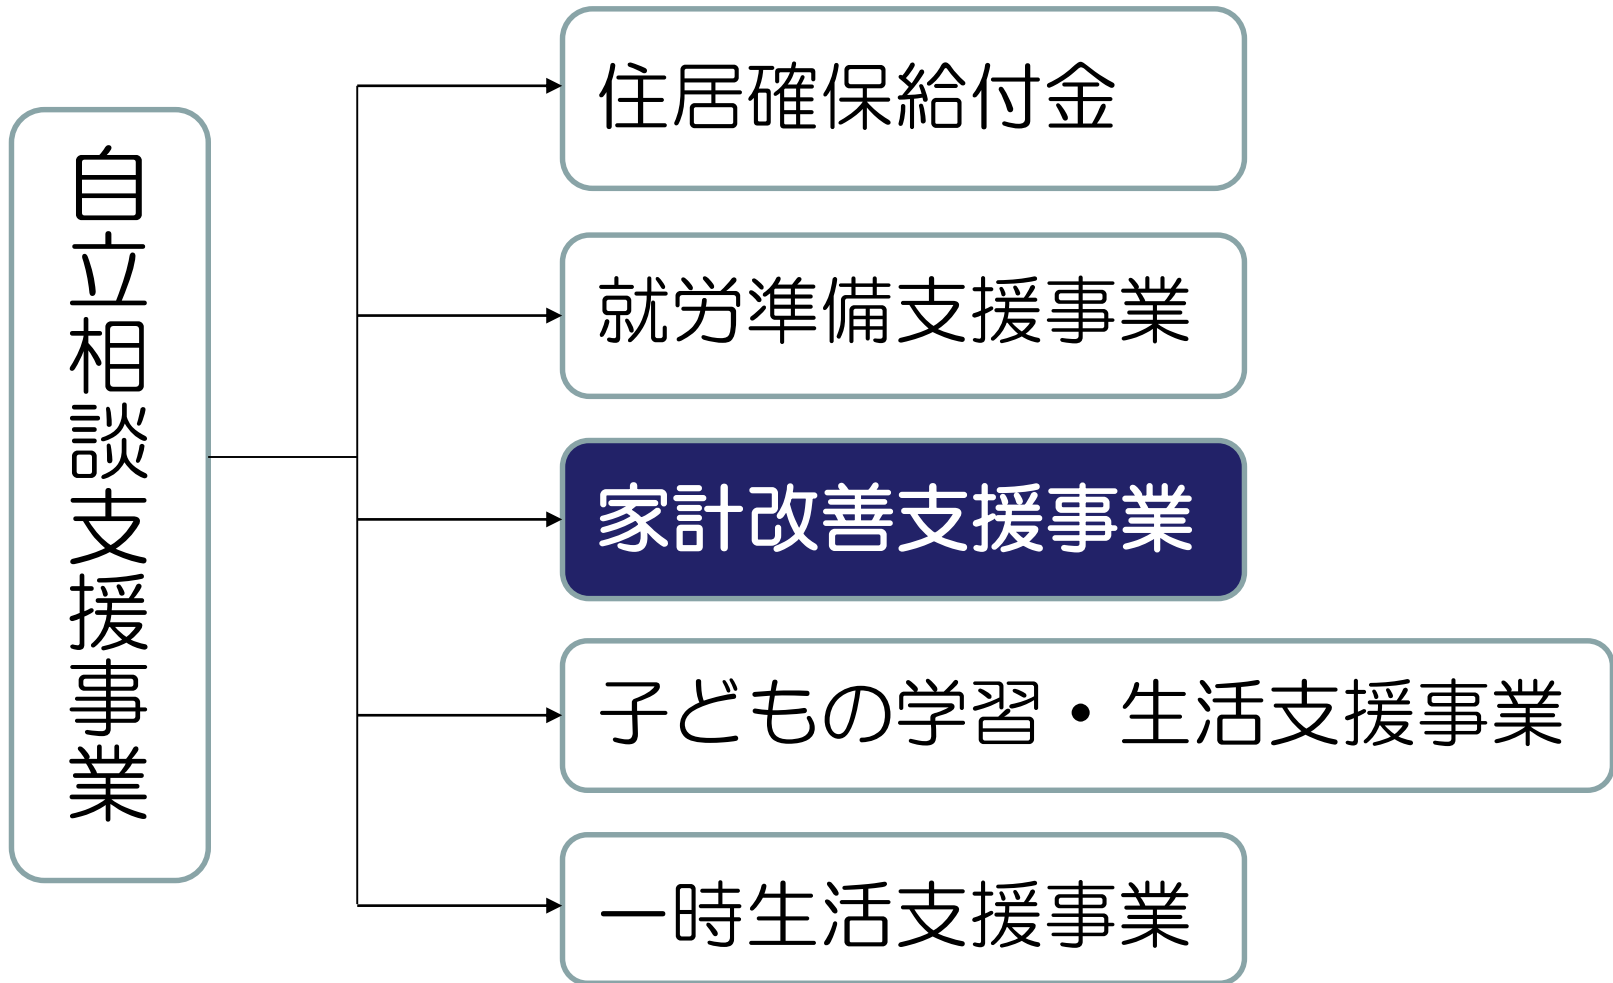 自立相談支援事業
住居確保給付金
就労準備支援事業
家計改善支援事業
子どもの学習・生活支援事業
一時生活支援事業